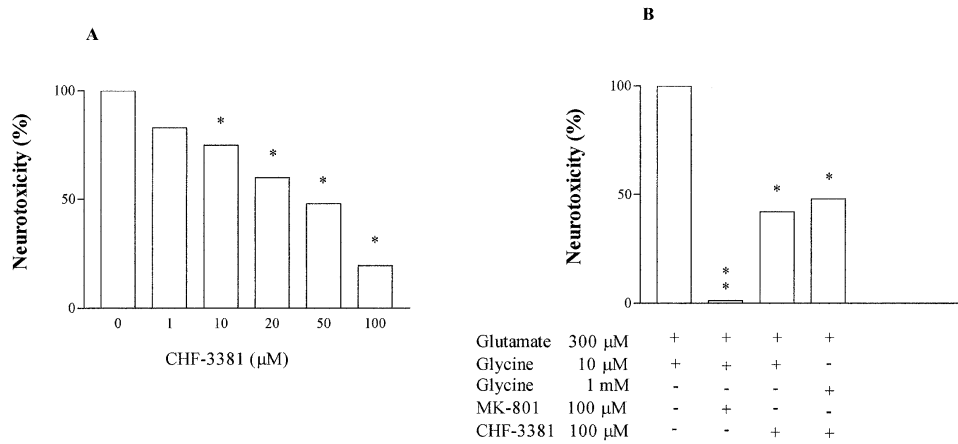 A
Neurotoxicity (%)
100
50
0
*
*
*
*
0 1 10 20 50 100
CHF-3381 (μM)
B
Neurotoxicity (%)
100
50
0
*
*
*
*
Glutamate 300 μM + + + +
Glycine 10 μM + + + -
Glycine 1 mM - - - +
MK-801 100 μM - + - -
CHF-3381 100 μM - - + +